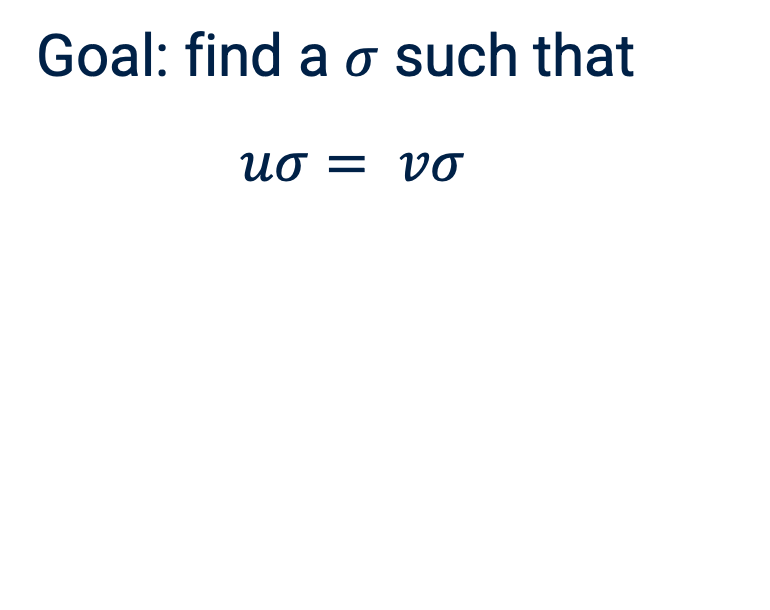 Goal: find a 𝜎 such that
𝑢𝜎 = 𝑣𝜎